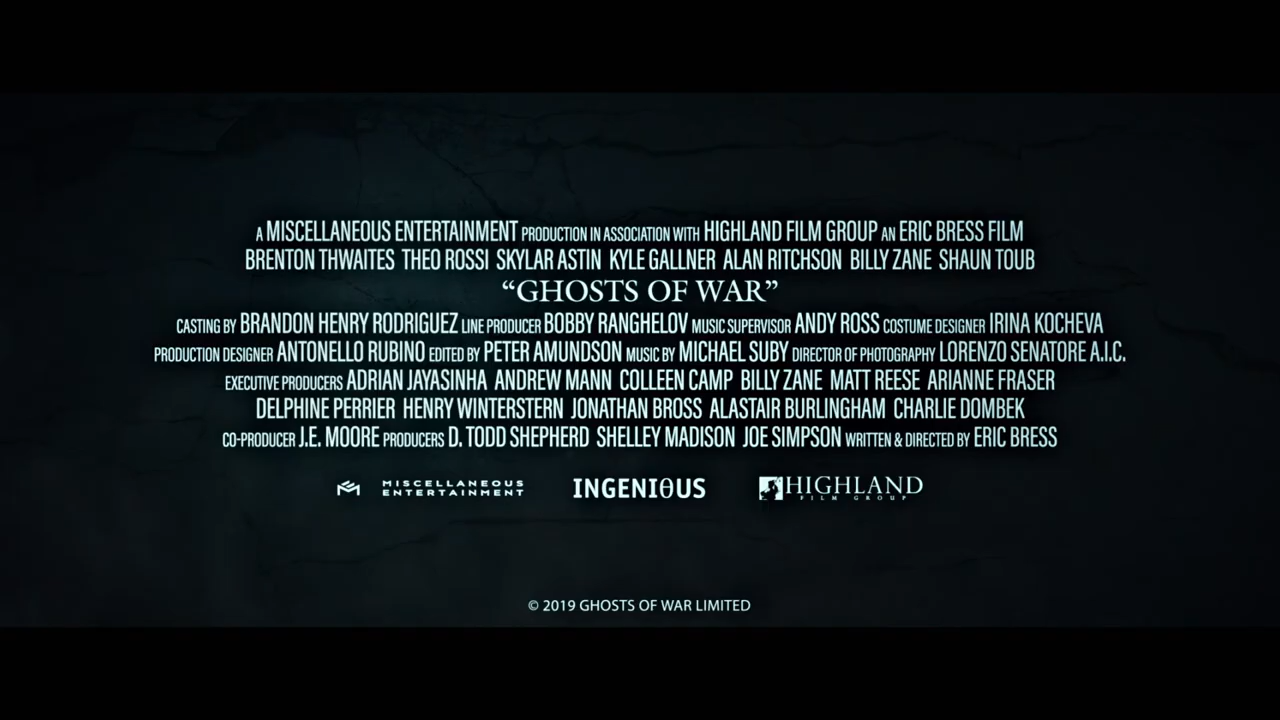 A MISCELLANEOUS ENTERTAINMENT PRODUCTION IN ASSOCIATION WITH HIGHLAND FILM GROUP AN ERIC BRESS FILM
BRENTON THWAITES THEO ROSSI SKYLAR ASTIN KYLE GALLNER ALAN RITCHSON BILLY ZANE SHAUN TOUB
“GHOSTS OF WAR”
CASTING BY BRANDON HENRY RODRIGUEZ LINE PRODUCER BOBBY RANGHELOV MUSIC SUPERVISOR ANDY ROSS COSTUME DESIGNER IRINA KOCHEVA
PRODUCTION DESIGNER ANTONELLO RUBINO EDITED BY PETER AMUNDSON MUSIC BY MICHAEL SUBY DIRECTOR OF PHOTOGRAPHY LORENZO SENATORE A.I.C.
EXECUTIVE PRODUCERS ADRIAN JAYASINHA ANDREW MANN COLLEEN CAMP BILLY ZANE MATT REESE ARIANNE FRASER
DELPHINE PERRIER HENRY WINTERSTERN JONATHAN BROSS ALASTAIR BURLINGHAM CHARLIE DOMBEK
CO-PRODUCER J.E. MOORE PRODUCERS D. TODD SHEPHERD SHELLEY MADISON JOE SIMPSON WRITTEN & DIRECTED BY ERIC BRESS
MISCELLANEOUS
ENTERTAINMENT
INGENIθUS
HIGHLAND
FILM GROUP
© 2019 GHOSTS OF WAR LIMITED